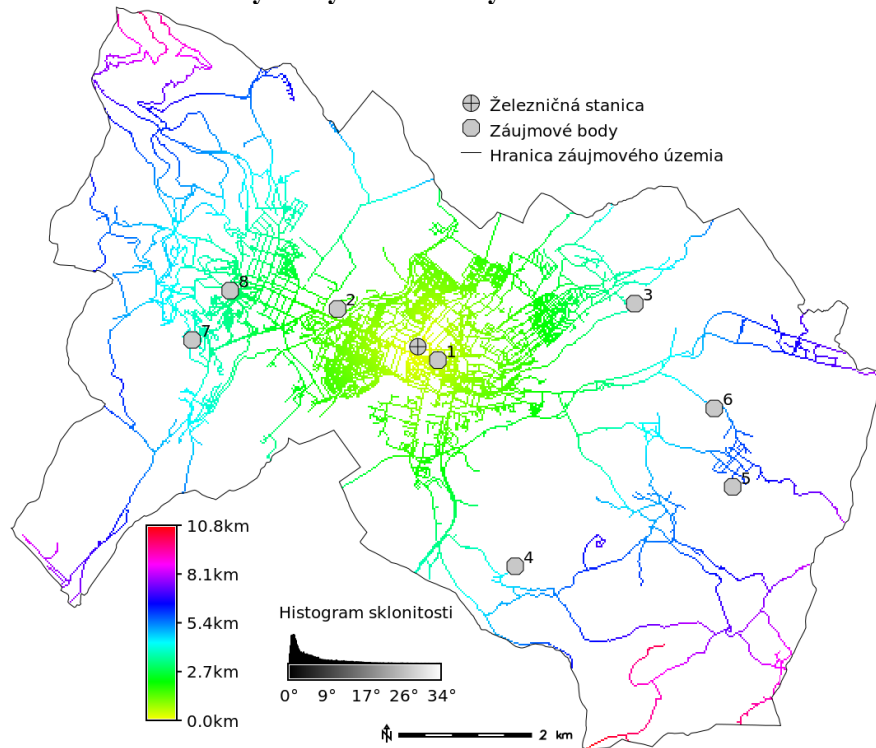 Železničná stanica
Záujmové body
Hranica záujmového územia
8
2
3
7
1
6
5
4
10.8km
8.1km
5.4km
2.7km
0.0km
Histogram sklonitosti
0° 9° 17° 26° 34°
N 2 km